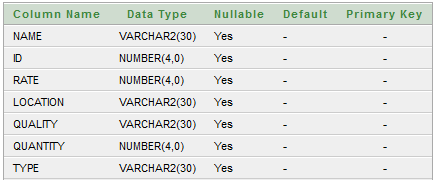 Column Name Data Type Nullable Default Primary Key
NAME VARCHAR2(30) Yes - -
ID NUMBER(4,0) Yes - -
RATE NUMBER(4,0) Yes - -
LOCATION VARCHAR2(30) Yes - -
QUALITY VARCHAR2(30) Yes - -
QUANTITY NUMBER(4,0) Yes - -
TYPE VARCHAR2(30) Yes - -